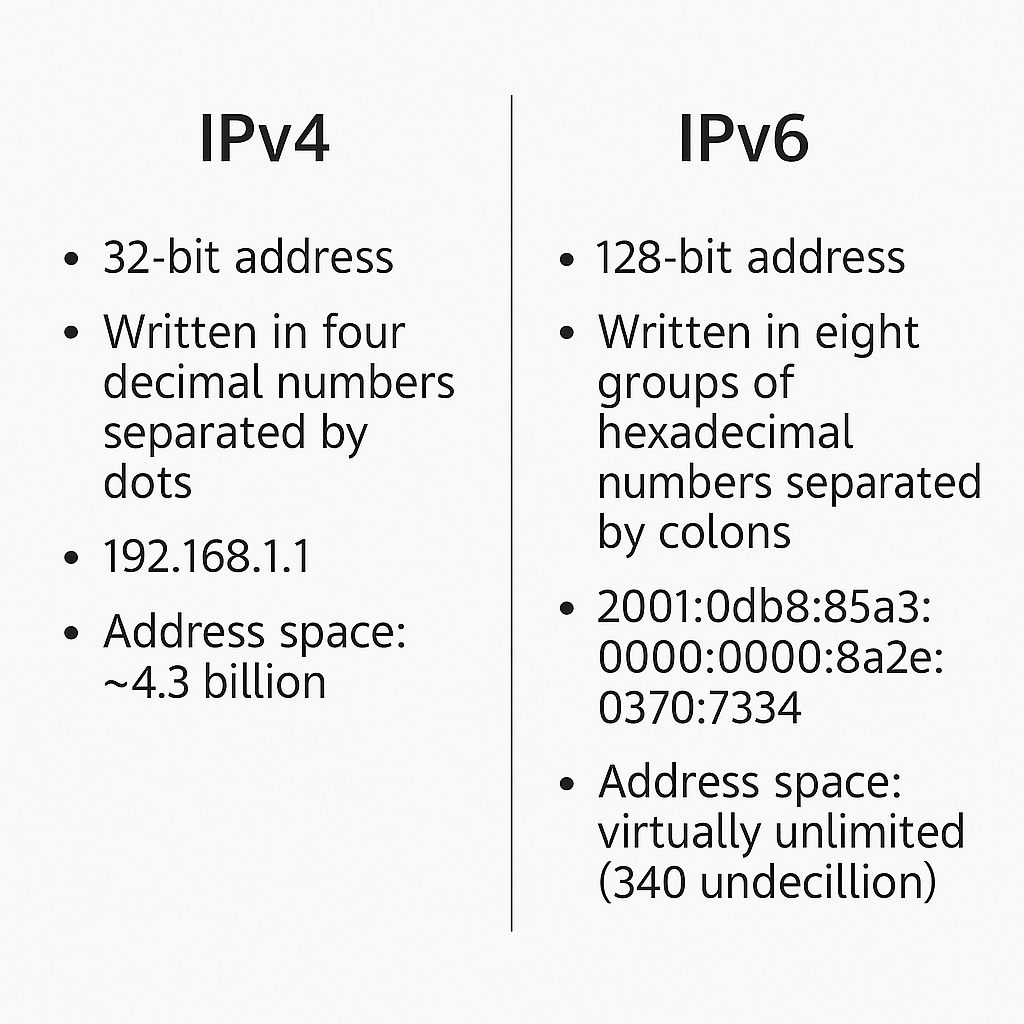 IPv4
• 32-bit address
• Written in four
decimal numbers
separated by
dots
• 192.168.1.1
• Address space:
~4.3 billion
IPv6
• 128-bit address
• Written in eight
groups of
hexadecimal
numbers separated
by colons
• 2001:0db8:85a3:
0000:0000:8a2e:
0370:7334
• Address space:
virtually unlimited
(340 undecillion)